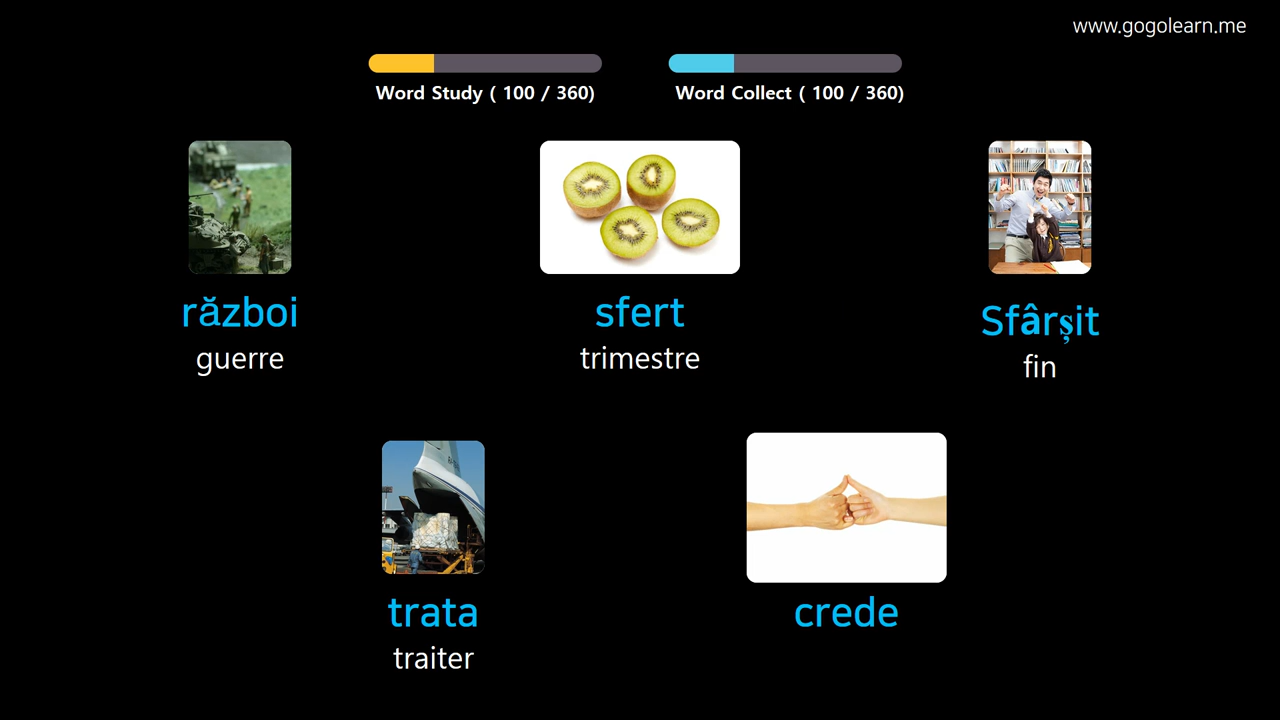 www.gogolearn.me
Word Study ( 100 / 360)
Word Collect ( 100 / 360)
război
guerre
sfert
trimestre
Sfârșit
fin
trata
traiter
crede